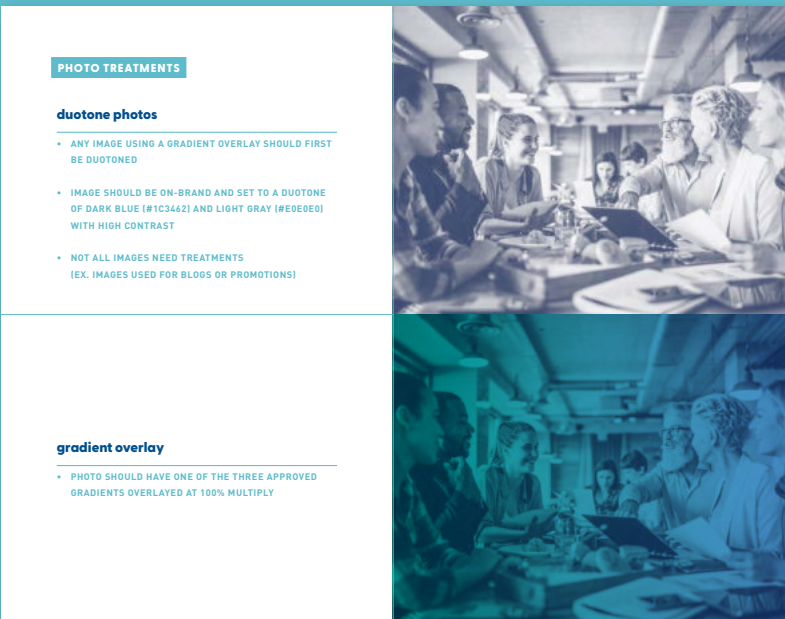 PHOTO TREATMENTS
duotone photos
• ANY IMAGE USING A GRADIENT OVERLAY SHOULD FIRST
BE DUOTONED
• IMAGE SHOULD BE ON-BRAND AND SET TO A DUOTONE
OF DARK BLUE (#1C3462) AND LIGHT GRAY (#E0E0E0)
WITH HIGH CONTRAST
• NOT ALL IMAGES NEED TREATMENTS
(EX. IMAGES USED FOR BLOGS OR PROMOTIONS)
gradient overlay
• PHOTO SHOULD HAVE ONE OF THE THREE APPROVED
GRADIENTS OVERLAYED AT 100% MULTIPLY